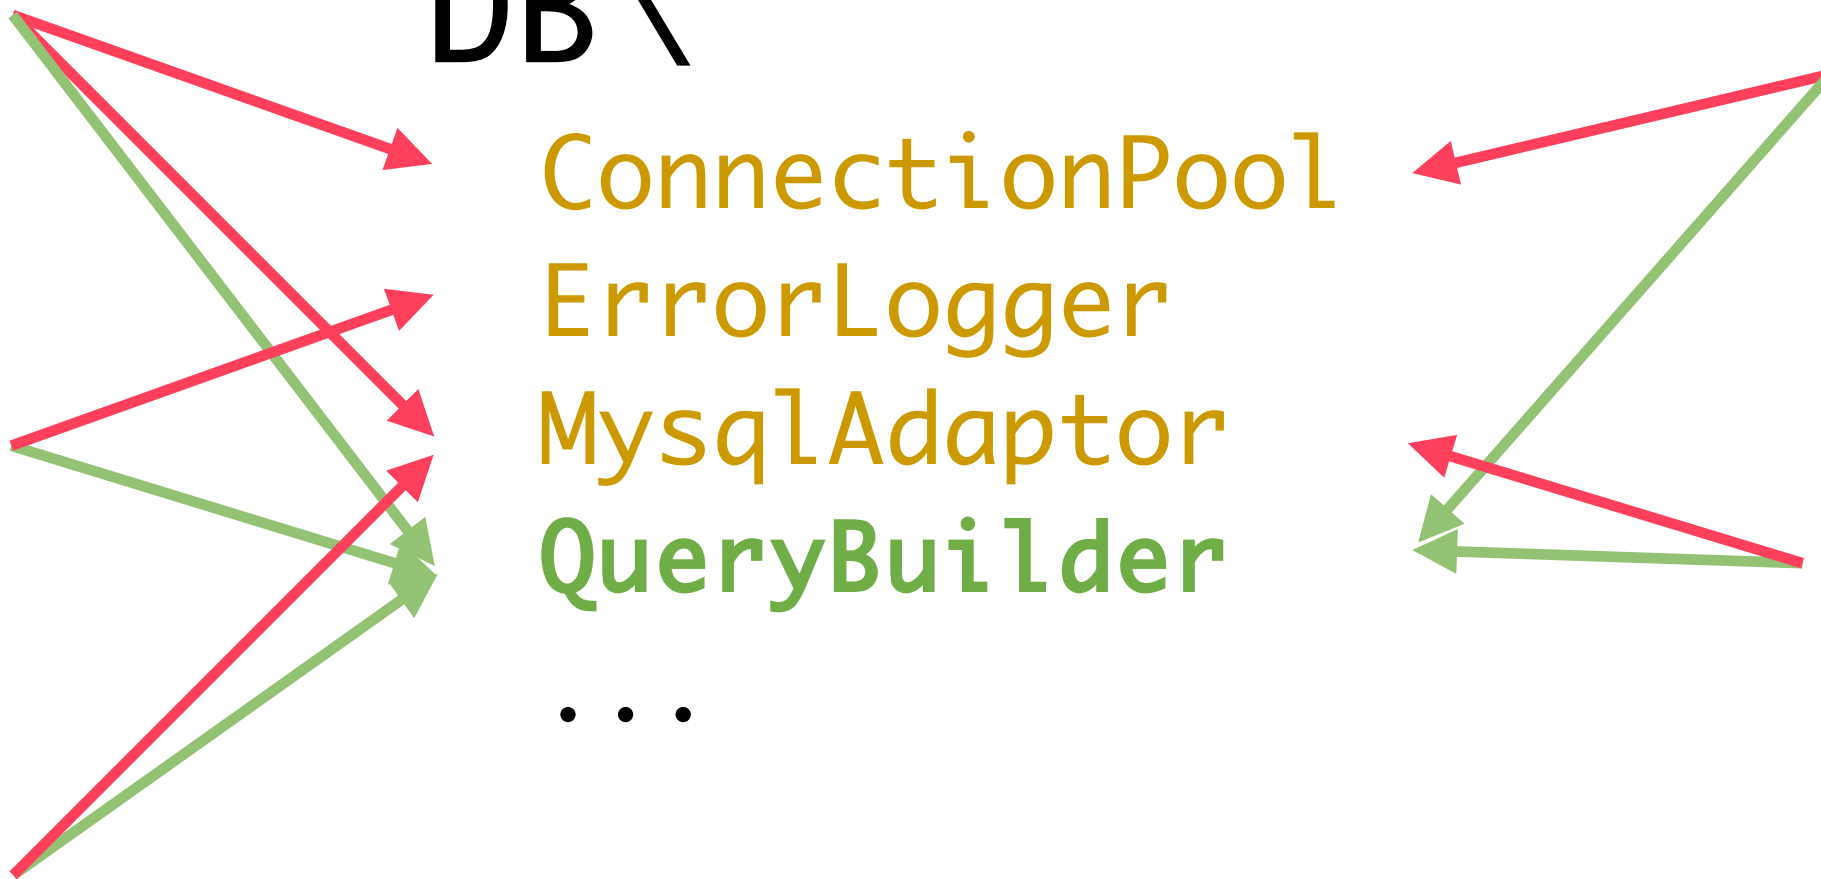 DB\
ConnectionPool
ErrorLogger
MysqlAdaptor
QueryBuilder
...